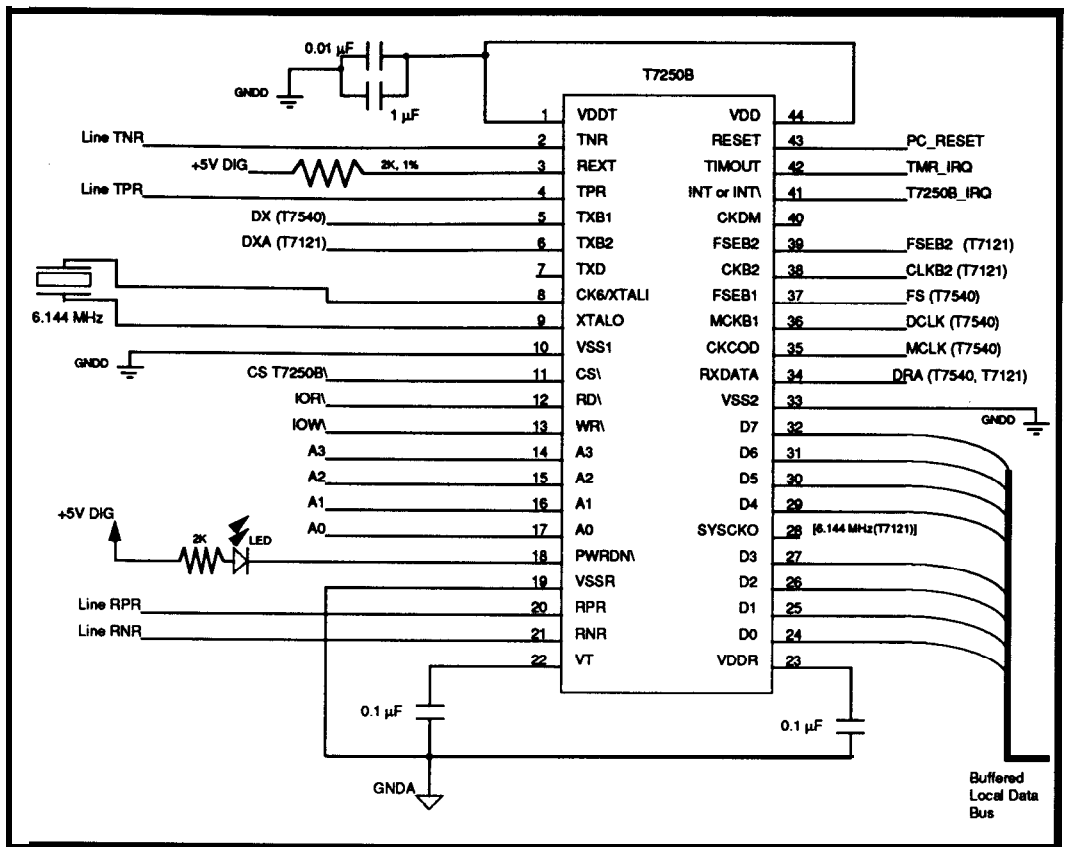 0.01 µF
GNDD
1 µF
T7250B
1 VDDT VDD 44
Line TNR 2 TNR RESET 43 PC_RESET
+5V DIG 2K, 1% 3 REXT TIMOUT 42 TMR_IRQ
Line TPR 4 TPR INT or INT\ 41 T7250B_IRQ
DX (T7540) 5 TXB1 CKDM 40
DXA (T7121) 6 TXB2 FSEB2 39 FSEB2 (T7121)
7 TXD CKB2 38 CLKB2 (T7121)
8 CK6/XTALI FSEB1 37 FS (T7540)
6.144 MHz 9 XTALO MCKB1 36 DCLK (T7540)
GNDD 10 VSS1 CKCOD 35 MCLK (T7540)
CS T7250B\ 11 CS\ RXDATA 34 DRA (T7540, T7121)
IOR\ 12 RD\ VSS2 33
GNDD
IOW\ 13 WR\ D7 32
A3 14 A3 D6 31
A2 15 A2 D5 30
A1 16 A1 D4 29
+5V DIG A0 17 A0 SYSCKO 28 [6.144 MHz(T7121)]
2K LED 18 PWRDN\ D3 27
19 VSSR D2 26
Line RPR 20 RPR D1 25
Line RNR 21 RNR D0 24
22 VT VDDR 23
0.1 µF
0.1 µF
GNDA
Buffered
Local Data
Bus